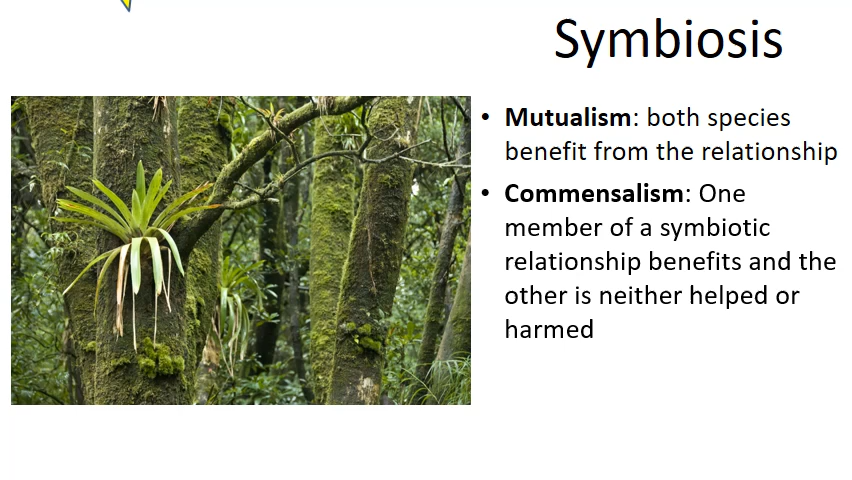 Symbiosis
• Mutualism: both species
benefit from the relationship
• Commensalism: One
member of a symbiotic
relationship benefits and the
other is neither helped or
harmed